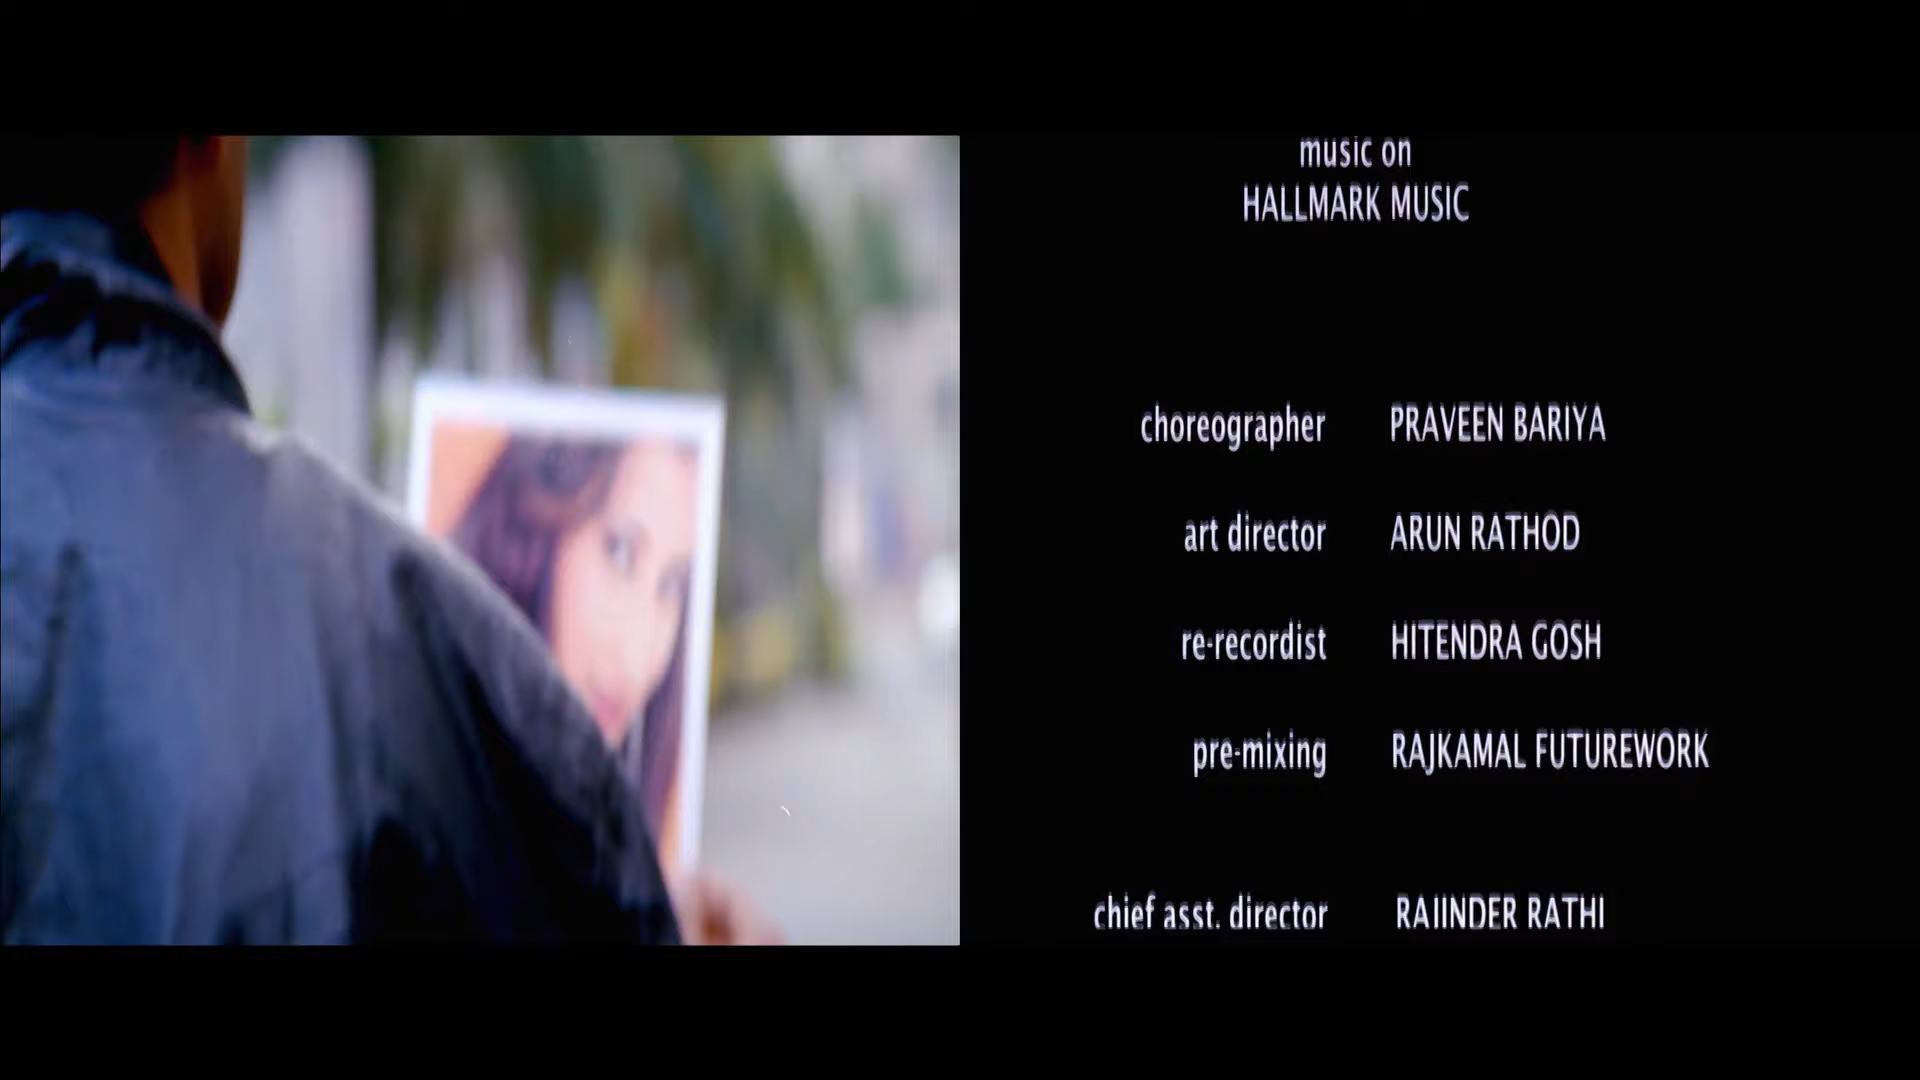 music on
HALLMARK MUSIC
choreographer PRAVEEN BARIYA
art director ARUN RATHOD
re-recordist HITENDRA GOSH
pre-mixing RAJKAMAL FUTUREWORK
chief asst. director RAJINDER RATHI